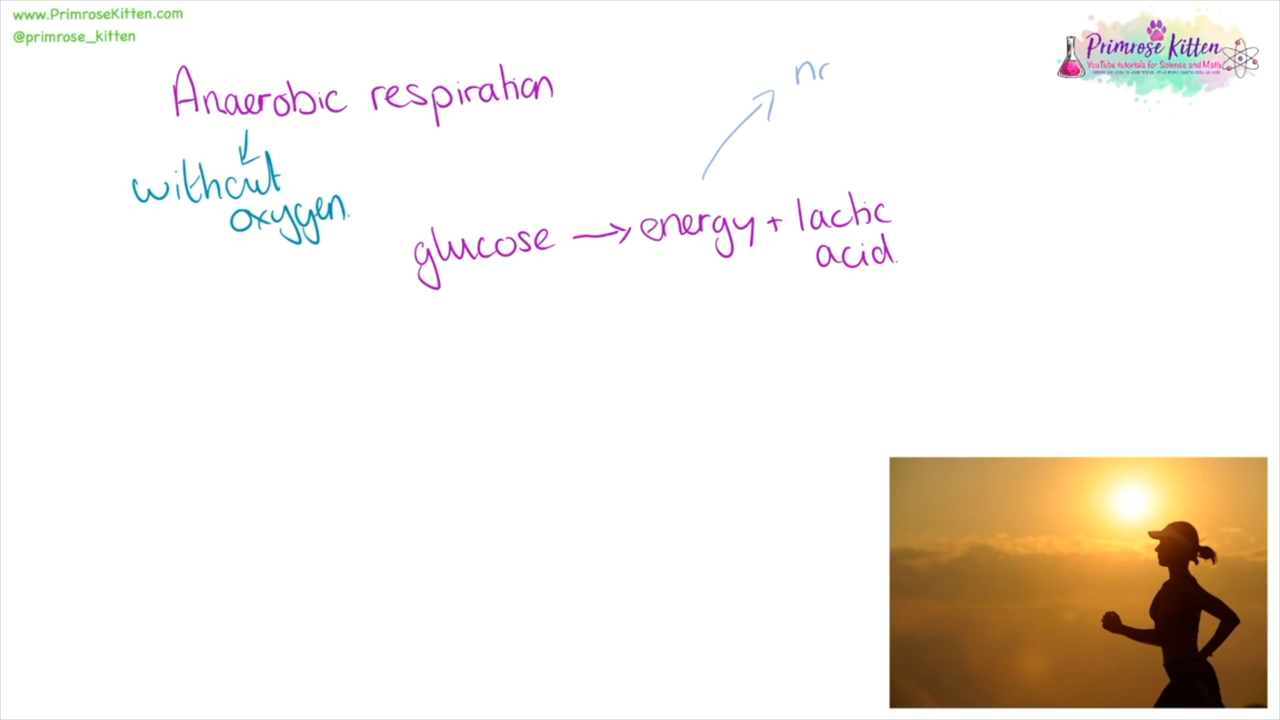 www.PrimroseKitten.com
@primrose_kitten
Primrose Kitten
YouTube tutorials for Science and Maths
Anaerobic respiration
without
oxygen.
glucose → energy + lactic
acid.